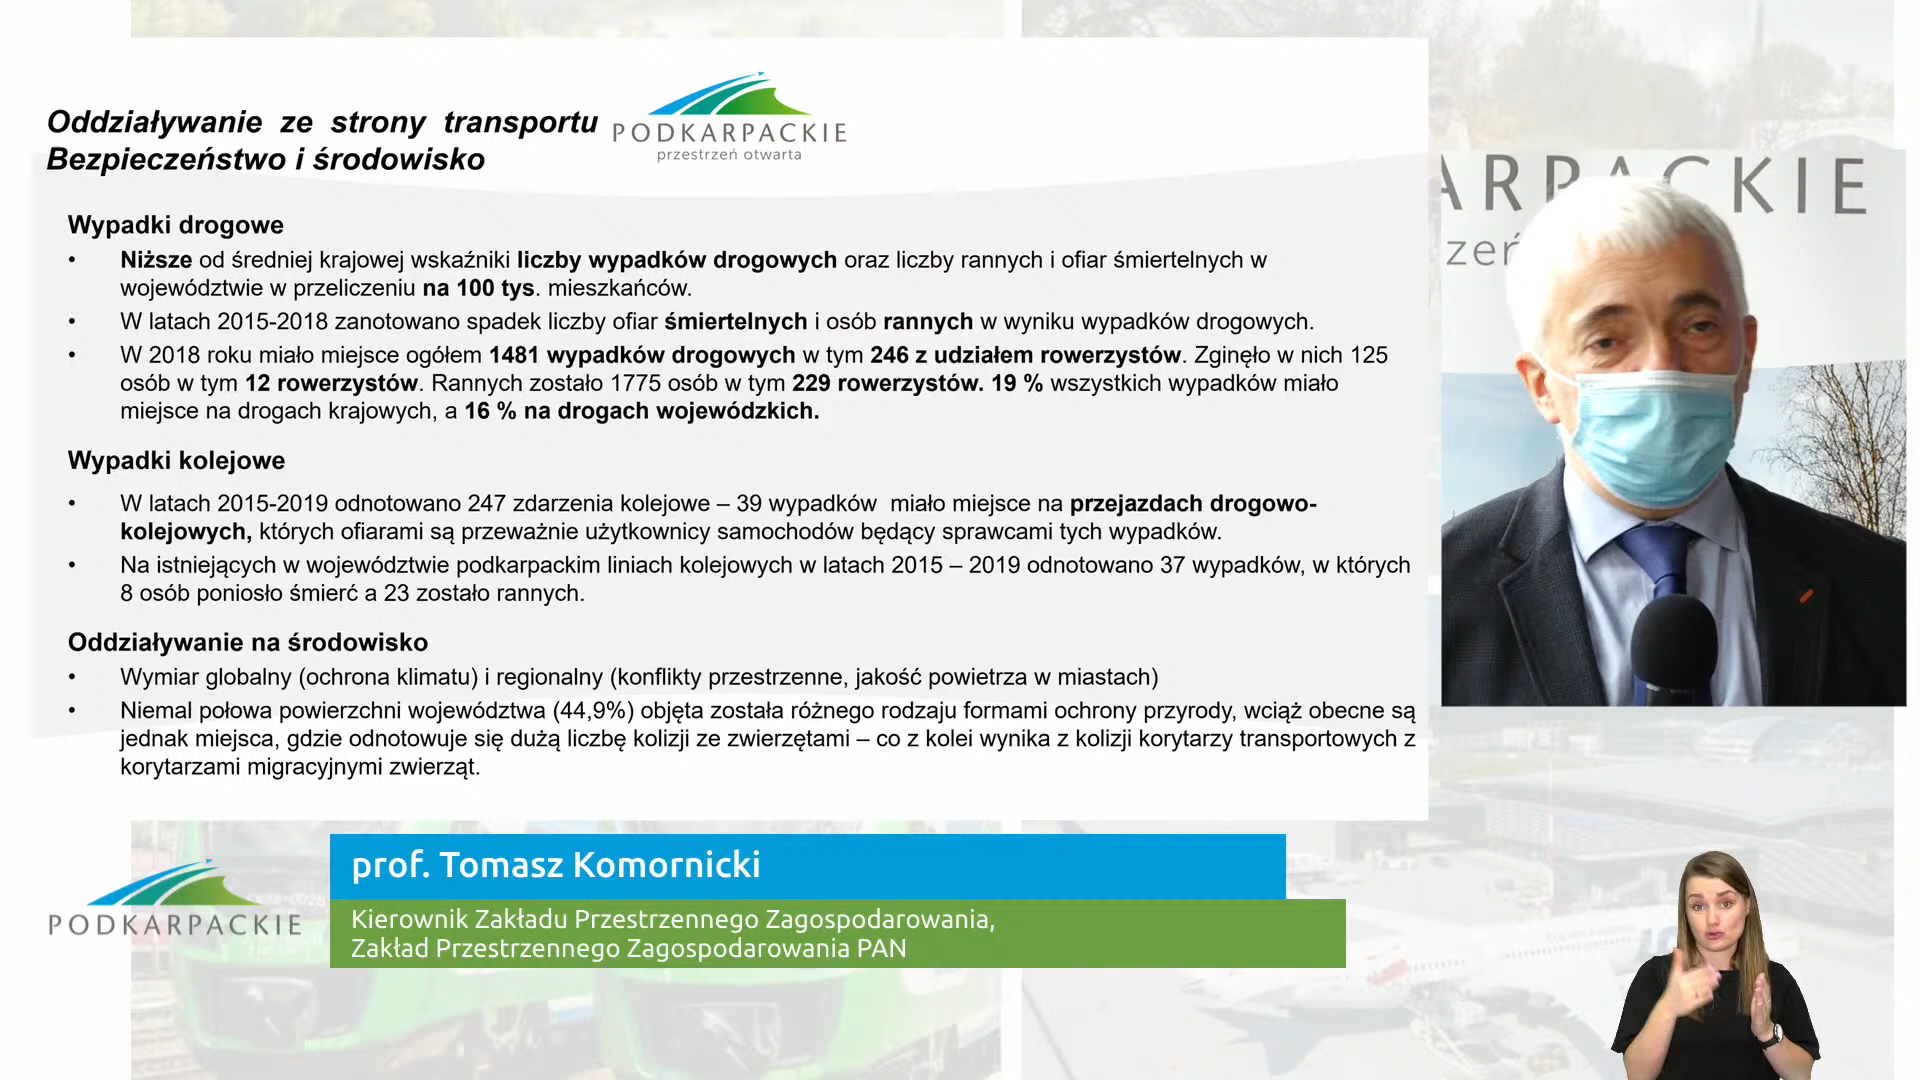 Oddziaływanie ze strony transportu
Bezpieczeństwo i środowisko
PODKARPACKIE
przestrzeń otwarta
Wypadki drogowe
• Niższe od średniej krajowej wskaźniki liczby wypadków drogowych oraz liczby rannych i ofiar śmiertelnych w
województwie w przeliczeniu na 100 tys. mieszkańców.
• W latach 2015-2018 zanotowano spadek liczby ofiar śmiertelnych i osób rannych w wyniku wypadków drogowych.
• W 2018 roku miało miejsce ogółem 1481 wypadków drogowych w tym 246 z udziałem rowerzystów. Zginęło w nich 125
osób w tym 12 rowerzystów. Rannych zostało 1775 osób w tym 229 rowerzystów. 19 % wszystkich wypadków miało
miejsce na drogach krajowych, a 16 % na drogach wojewódzkich.
Wypadki kolejowe
• W latach 2015-2019 odnotowano 247 zdarzenia kolejowe – 39 wypadków miało miejsce na przejazdach drogowo-
kolejowych, których ofiarami są przeważnie użytkownicy samochodów będący sprawcami tych wypadków.
• Na istniejących w województwie podkarpackim liniach kolejowych w latach 2015 – 2019 odnotowano 37 wypadków, w których
8 osób poniosło śmierć a 23 zostało rannych.
Oddziaływanie na środowisko
• Wymiar globalny (ochrona klimatu) i regionalny (konflikty przestrzenne, jakość powietrza w miastach)
• Niemal połowa powierzchni województwa (44,9%) objęta została różnego rodzaju formami ochrony przyrody, wciąż obecne są
jednak miejsca, gdzie odnotowuje się dużą liczbę kolizji ze zwierzętami – co z kolei wynika z kolizji korytarzy transportowych z
korytarzami migracyjnymi zwierząt.
ARPACKIE
zeń
PODKARPACKIE
prof. Tomasz Komornicki
Kierownik Zakładu Przestrzennego Zagospodarowania,
Zakład Przestrzennego Zagospodarowania PAN